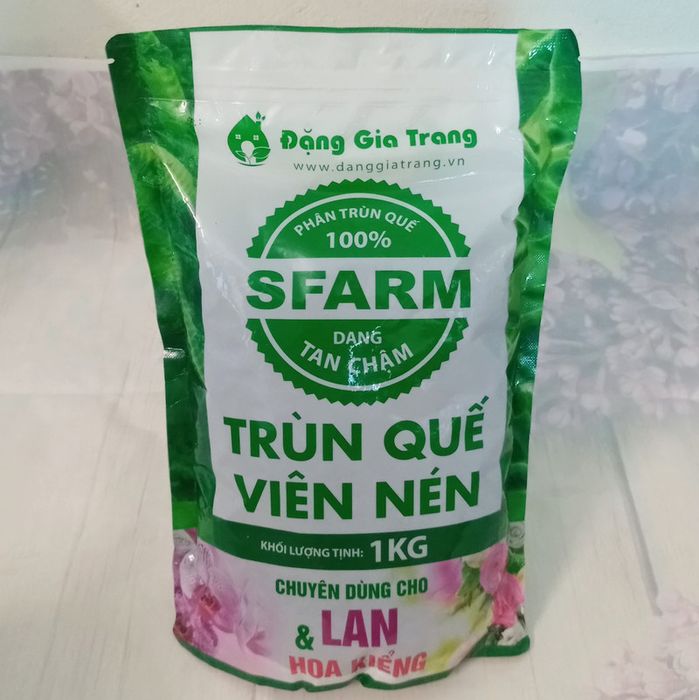 Đặng Gia Trang
www.danggiatrang.vn
PHÂN TRÙN QUẾ
100%
SFARM
DẠNG
TAN CHẬM
TRÙN QUẾ
VIÊN NÉN
KHỐI LƯỢNG TỊNH: 1KG
CHUYÊN DÙNG CHO
& LAN
HOA KIỂNG